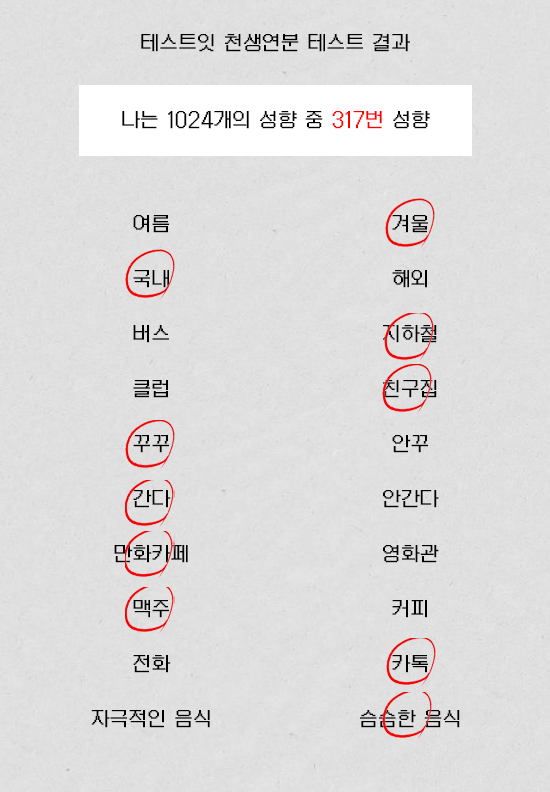 테스트잇 천생연분 테스트 결과
나는 1024개의 성향 중 317번 성향
여름 겨울
국내 해외
버스 지하철
클럽 친구집
꾸꾸 안꾸
간다 안간다
만화카페 영화관
맥주 커피
전화 카톡
자극적인 음식 슴슴한 음식